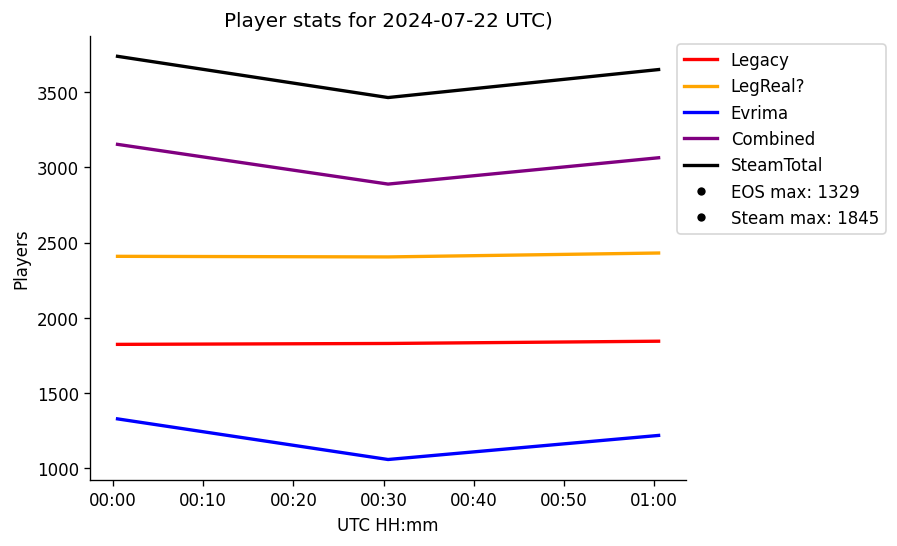 Player stats for 2024-07-22 UTC)
Legacy
LegReal?
Evrima
Combined
SteamTotal
EOS max: 1329
Steam max: 1845
Players
3500
3000
2500
2000
1500
1000
00:00 00:10 00:20 00:30 00:40 00:50 01:00
UTC HH:mm